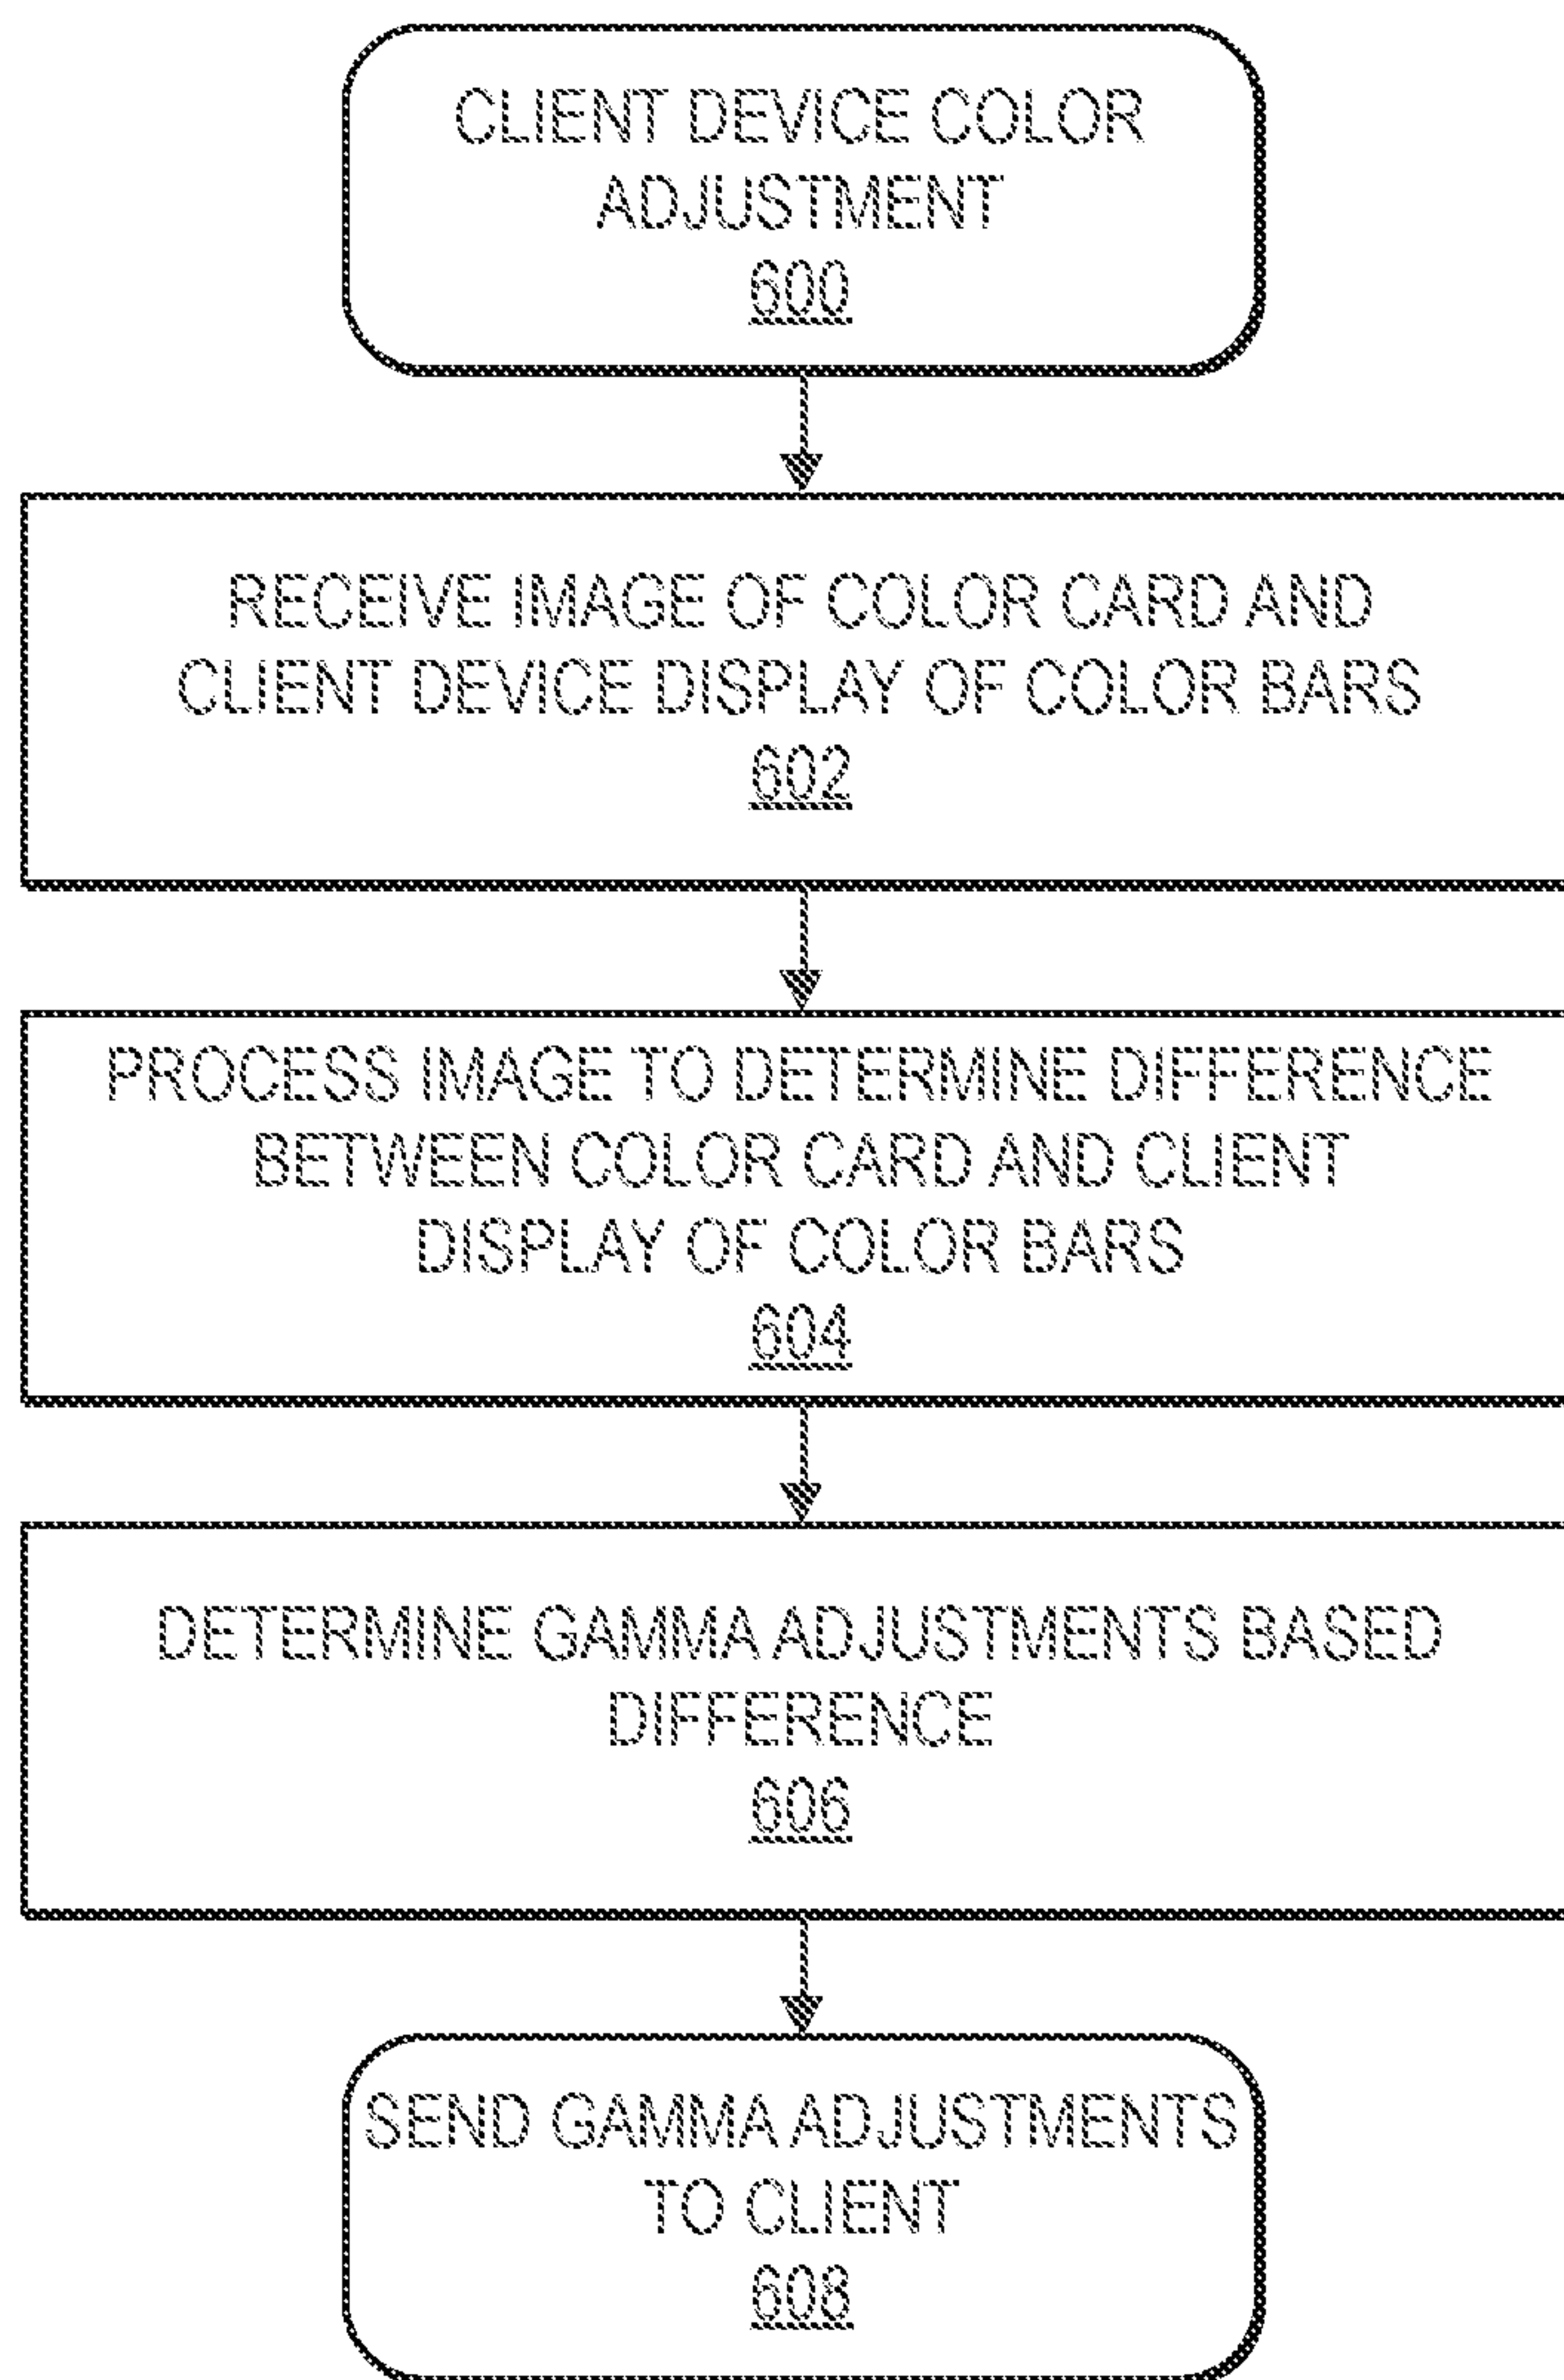 CLIENT DEVICE COLOR
ADJUSTMENT
600
RECEIVE IMAGE OF COLOR CARD AND
CLIENT DEVICE DISPLAY OF COLOR BARS
602
PROCESS IMAGE TO DETERMINE DIFFERENCE
BETWEEN COLOR CARD AND CLIENT
DISPLAY OF COLOR BARS
604
DETERMINE GAMMA ADJUSTMENTS BASED
DIFFERENCE
606
SEND GAMMA ADJUSTMENTS
TO CLIENT
608